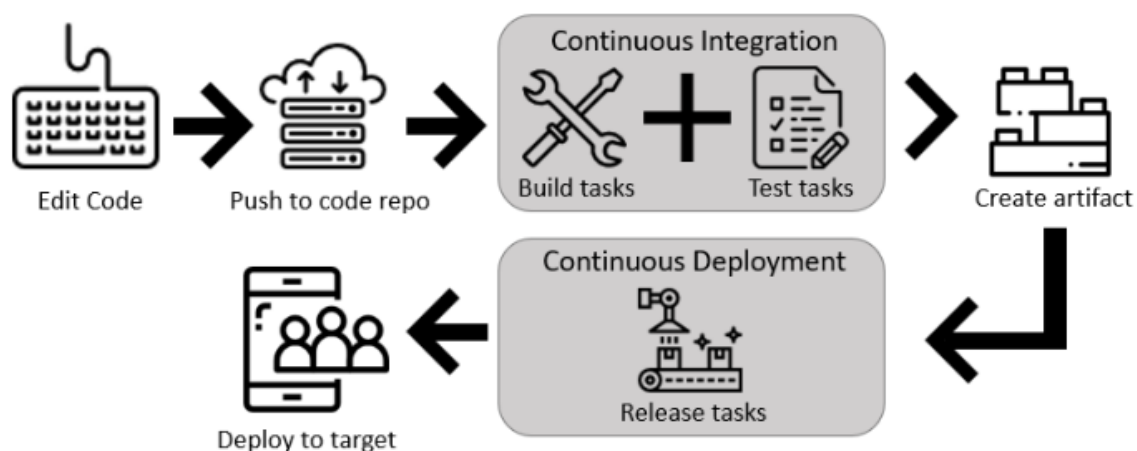 Continuous Integration
Build tasks
Test tasks
Edit Code
Push to code repo
Create artifact
Continuous Deployment
Release tasks
Deploy to target